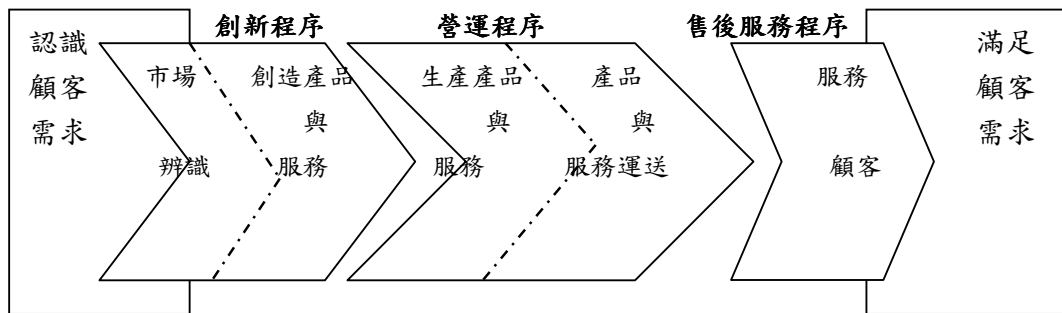 創新程序
營運程序
售後服務程序
認識
顧客
需求
市場
辨識
創造產品
與
服務
生產產品
與
服務
產品
與
服務運送
服務
顧客
滿足
顧客
需求